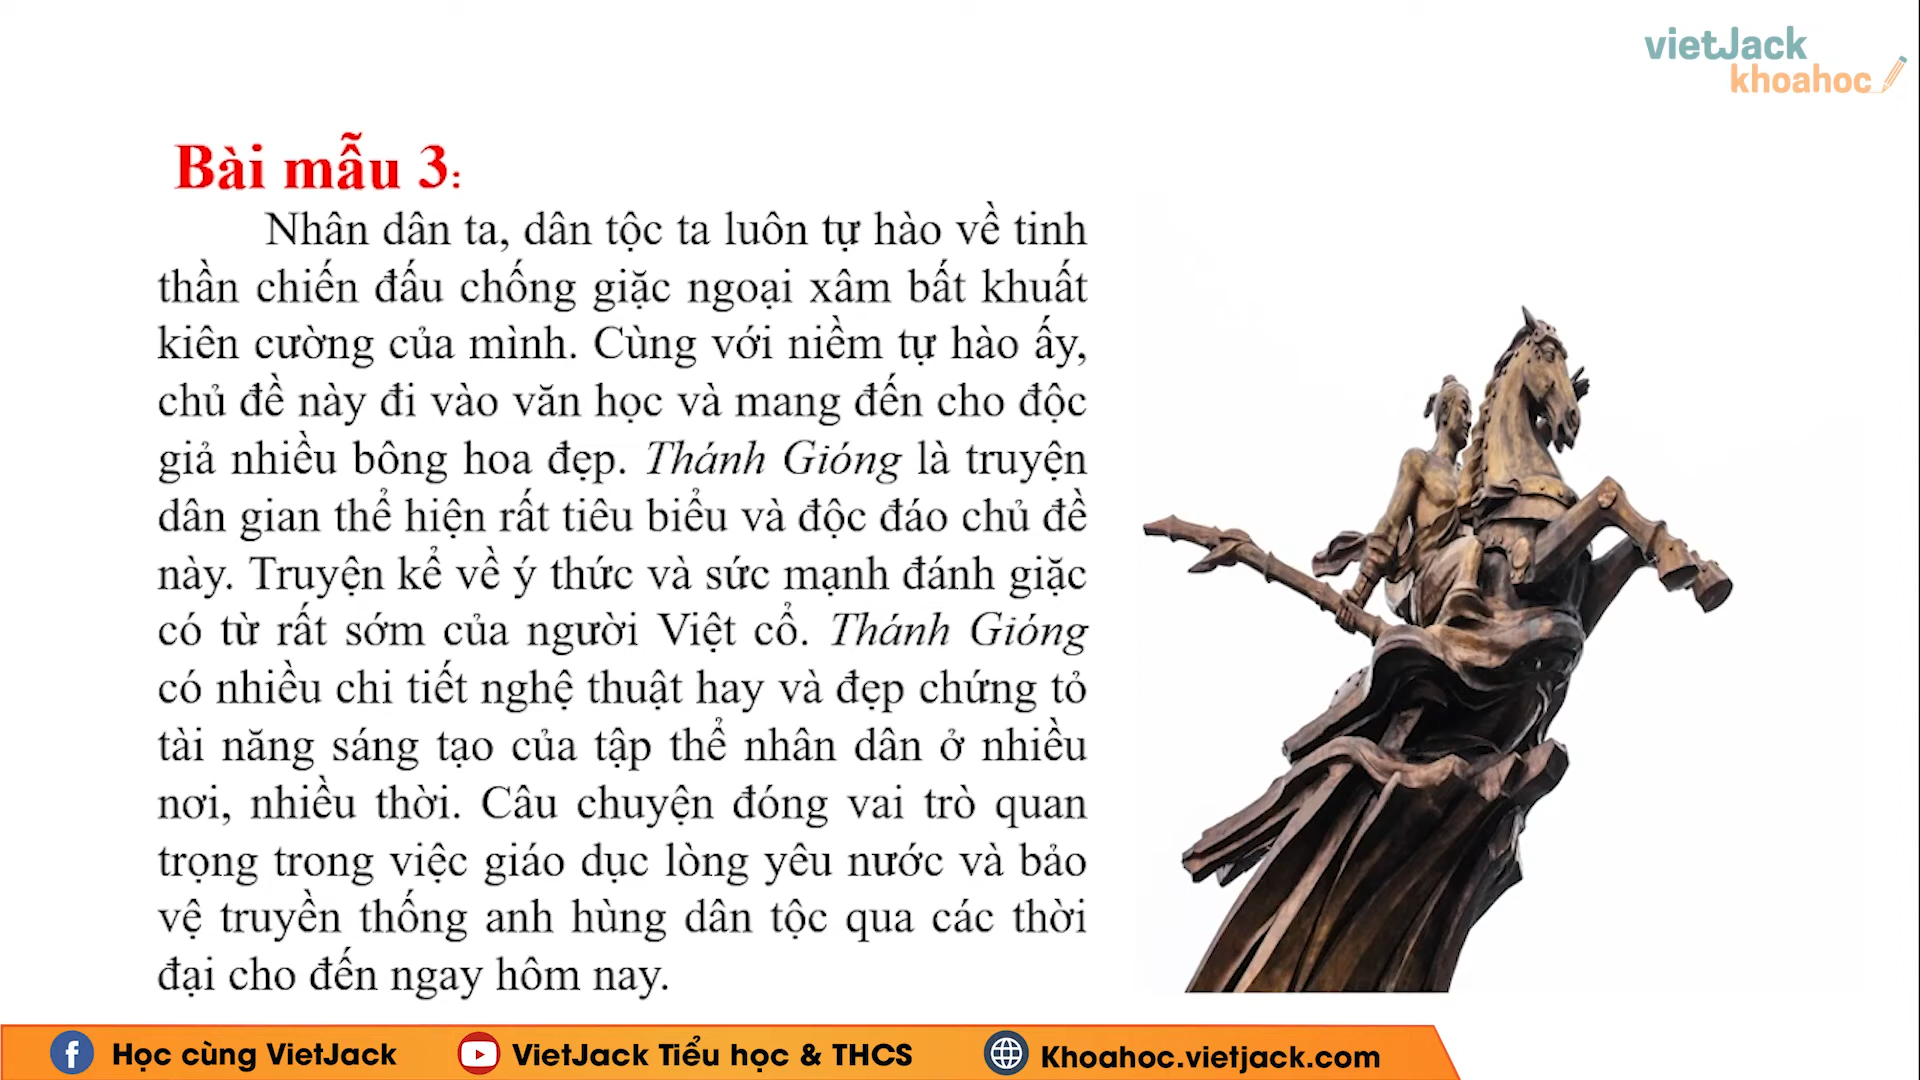 vietJack
khoahoc
Bài mẫu 3:
Nhân dân ta, dân tộc ta luôn tự hào về tinh
thần chiến đấu chống giặc ngoại xâm bất khuất
kiên cường của mình. Cùng với niềm tự hào ấy,
chủ đề này đi vào văn học và mang đến cho độc
giả nhiều bông hoa đẹp. Thánh Gióng là truyện
dân gian thể hiện rất tiêu biểu và độc đáo chủ đề
này. Truyện kể về ý thức và sức mạnh đánh giặc
có từ rất sớm của người Việt cổ. Thánh Gióng
có nhiều chi tiết nghệ thuật hay và đẹp chứng tỏ
tài năng sáng tạo của tập thể nhân dân ở nhiều
nơi, nhiều thời. Câu chuyện đóng vai trò quan
trọng trong việc giáo dục lòng yêu nước và bảo
vệ truyền thống anh hùng dân tộc qua các thời
đại cho đến ngay hôm nay.
Học cùng VietJack
VietJack Tiểu học & THCS
Khoahoc.vietjack.com